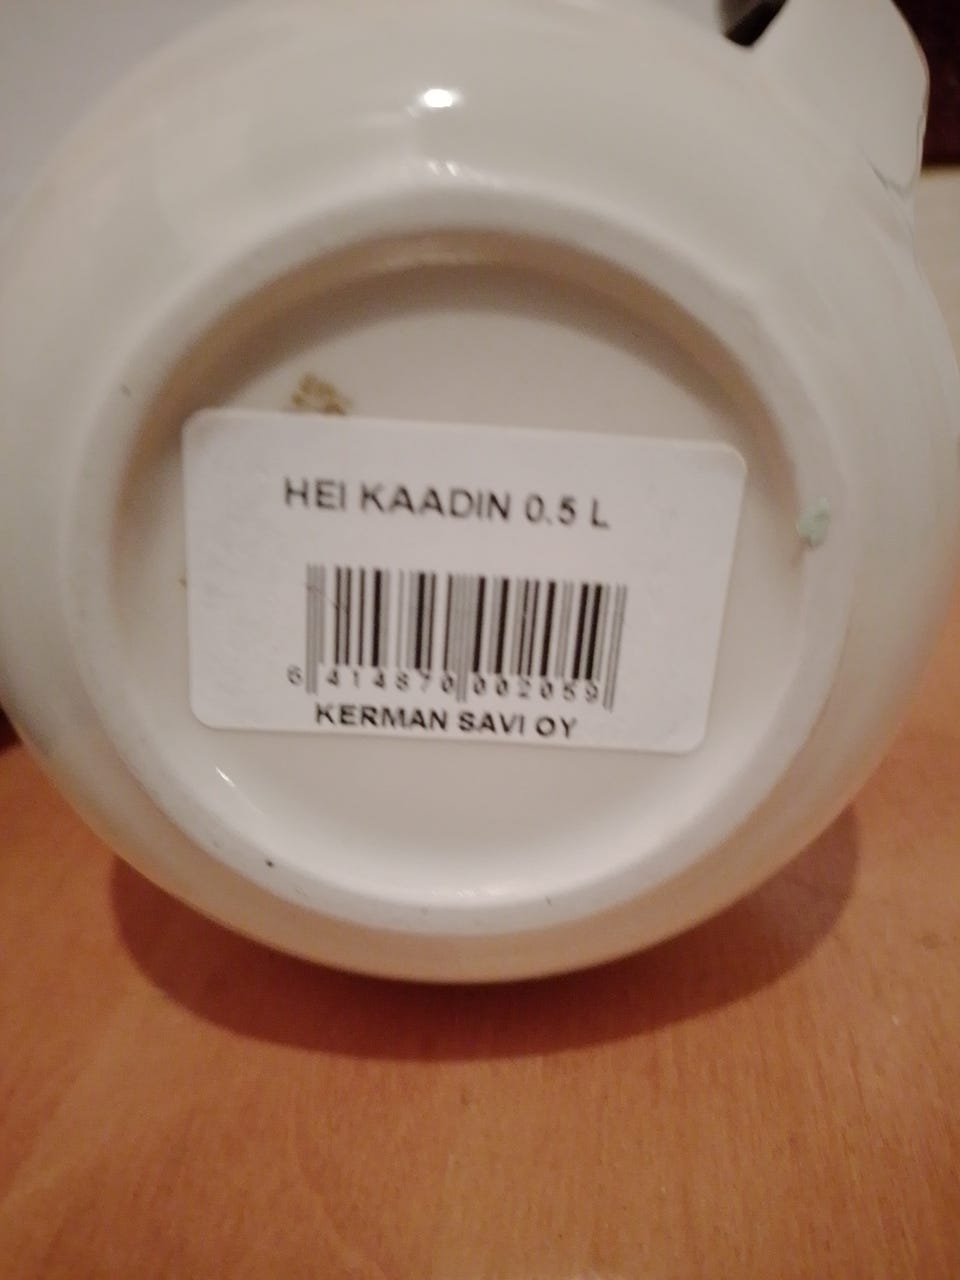 HEI KAADIN 0.5 L
6 414870 002059
KERMAN SAVI OY